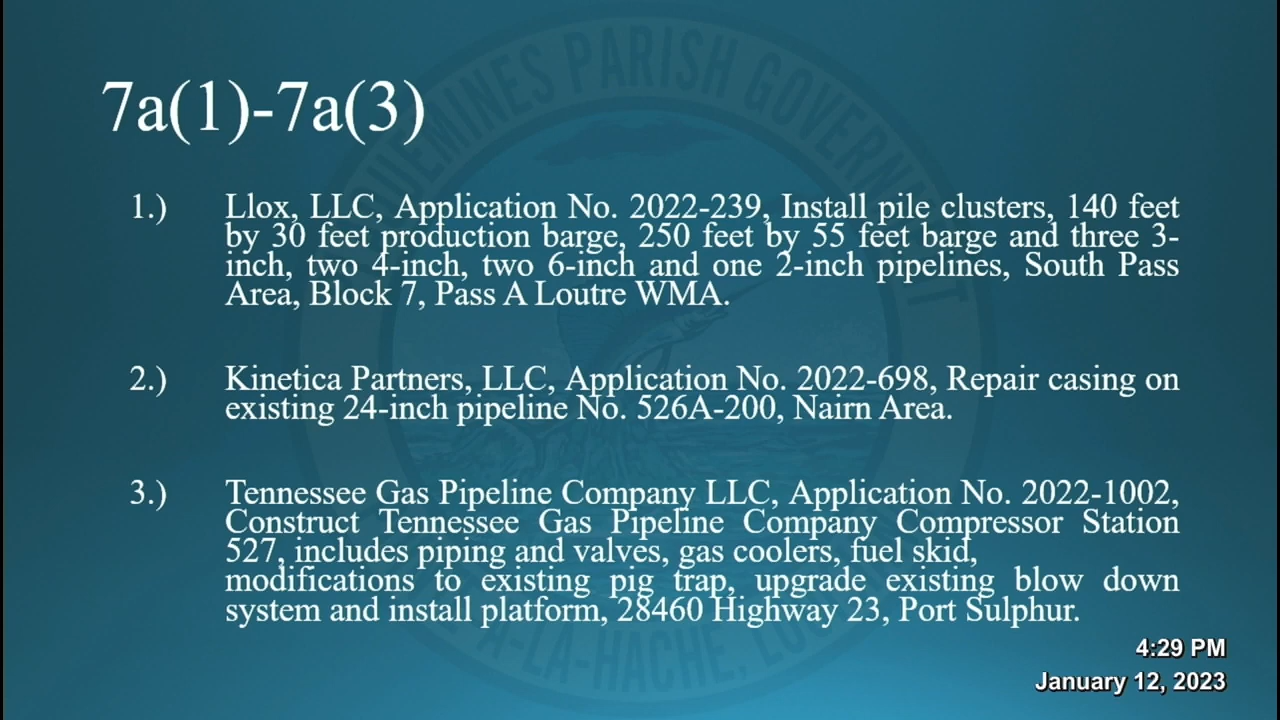 PLAQUEMINES PARISH GOVERNMENT
7a(1)-7a(3)
1.) Llox, LLC, Application No. 2022-239, Install pile clusters, 140 feet
by 30 feet production barge, 250 feet by 55 feet barge and three 3-
inch, two 4-inch, two 6-inch and one 2-inch pipelines, South Pass
Area, Block 7, Pass A Loutre WMA.
2.) Kinetica Partners, LLC, Application No. 2022-698, Repair casing on
existing 24-inch pipeline No. 526A-200, Nairn Area.
3.) Tennessee Gas Pipeline Company LLC, Application No. 2022-1002,
Construct Tennessee Gas Pipeline Company Compressor Station
527, includes piping and valves, gas coolers, fuel skid,
modifications to existing pig trap, upgrade existing blow down
system and install platform, 28460 Highway 23, Port Sulphur.
A-LA-HACHE,
4:29 PM
January 12, 2023